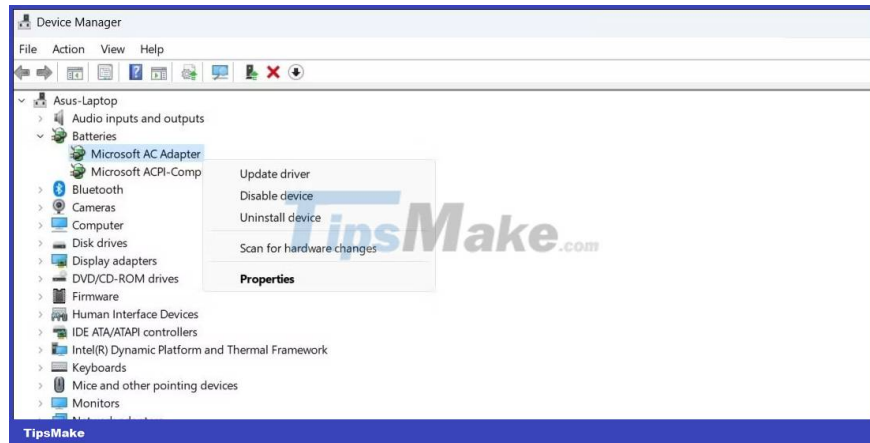 Device Manager
File Action View Help
Asus-Laptop
Audio inputs and outputs
Batteries
Microsoft AC Adapter
Microsoft ACPI-Comp
Update driver
Disable device
Uninstall device
Scan for hardware changes
Properties
Bluetooth
Cameras
Computer
Disk drives
Display adapters
DVD/CD-ROM drives
Firmware
Human Interface Devices
IDE ATA/ATAPI controllers
Intel(R) Dynamic Platform and Thermal Framework
Keyboards
Mice and other pointing devices
Monitors
TipsMake.com
TipsMake